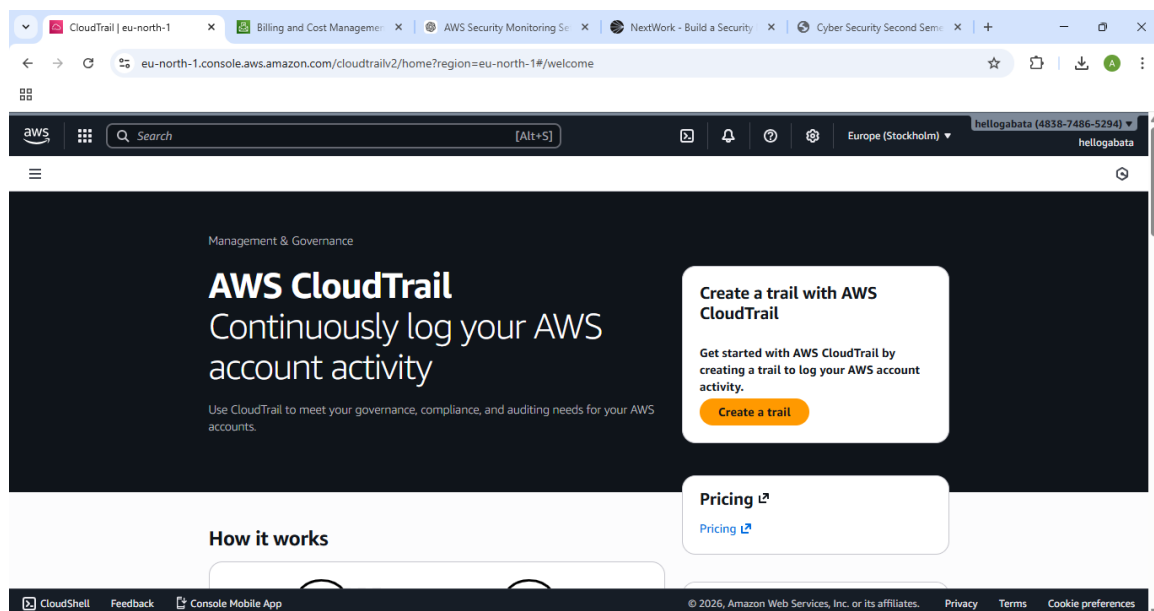 CloudTrail | eu-north-1
Billing and Cost Managemen
AWS Security Monitoring Se
NextWork - Build a Security
Cyber Security Second Seme
eu-north-1.console.aws.amazon.com/cloudtrailv2/home?region=eu-north-1#/welcome
A
aws
Search
[Alt+S]
Europe (Stockholm)
hellogabata (4838-7486-5294)
hellogabata
Management & Governance
AWS CloudTrail
Continuously log your AWS
account activity
Use CloudTrail to meet your governance, compliance, and auditing needs for your AWS
accounts.
Create a trail with AWS
CloudTrail
Get started with AWS CloudTrail by
creating a trail to log your AWS account
activity.
Create a trail
Pricing
Pricing
How it works
CloudShell
Feedback
Console Mobile App
© 2026, Amazon Web Services, Inc. or its affiliates.
Privacy
Terms
Cookie preferences